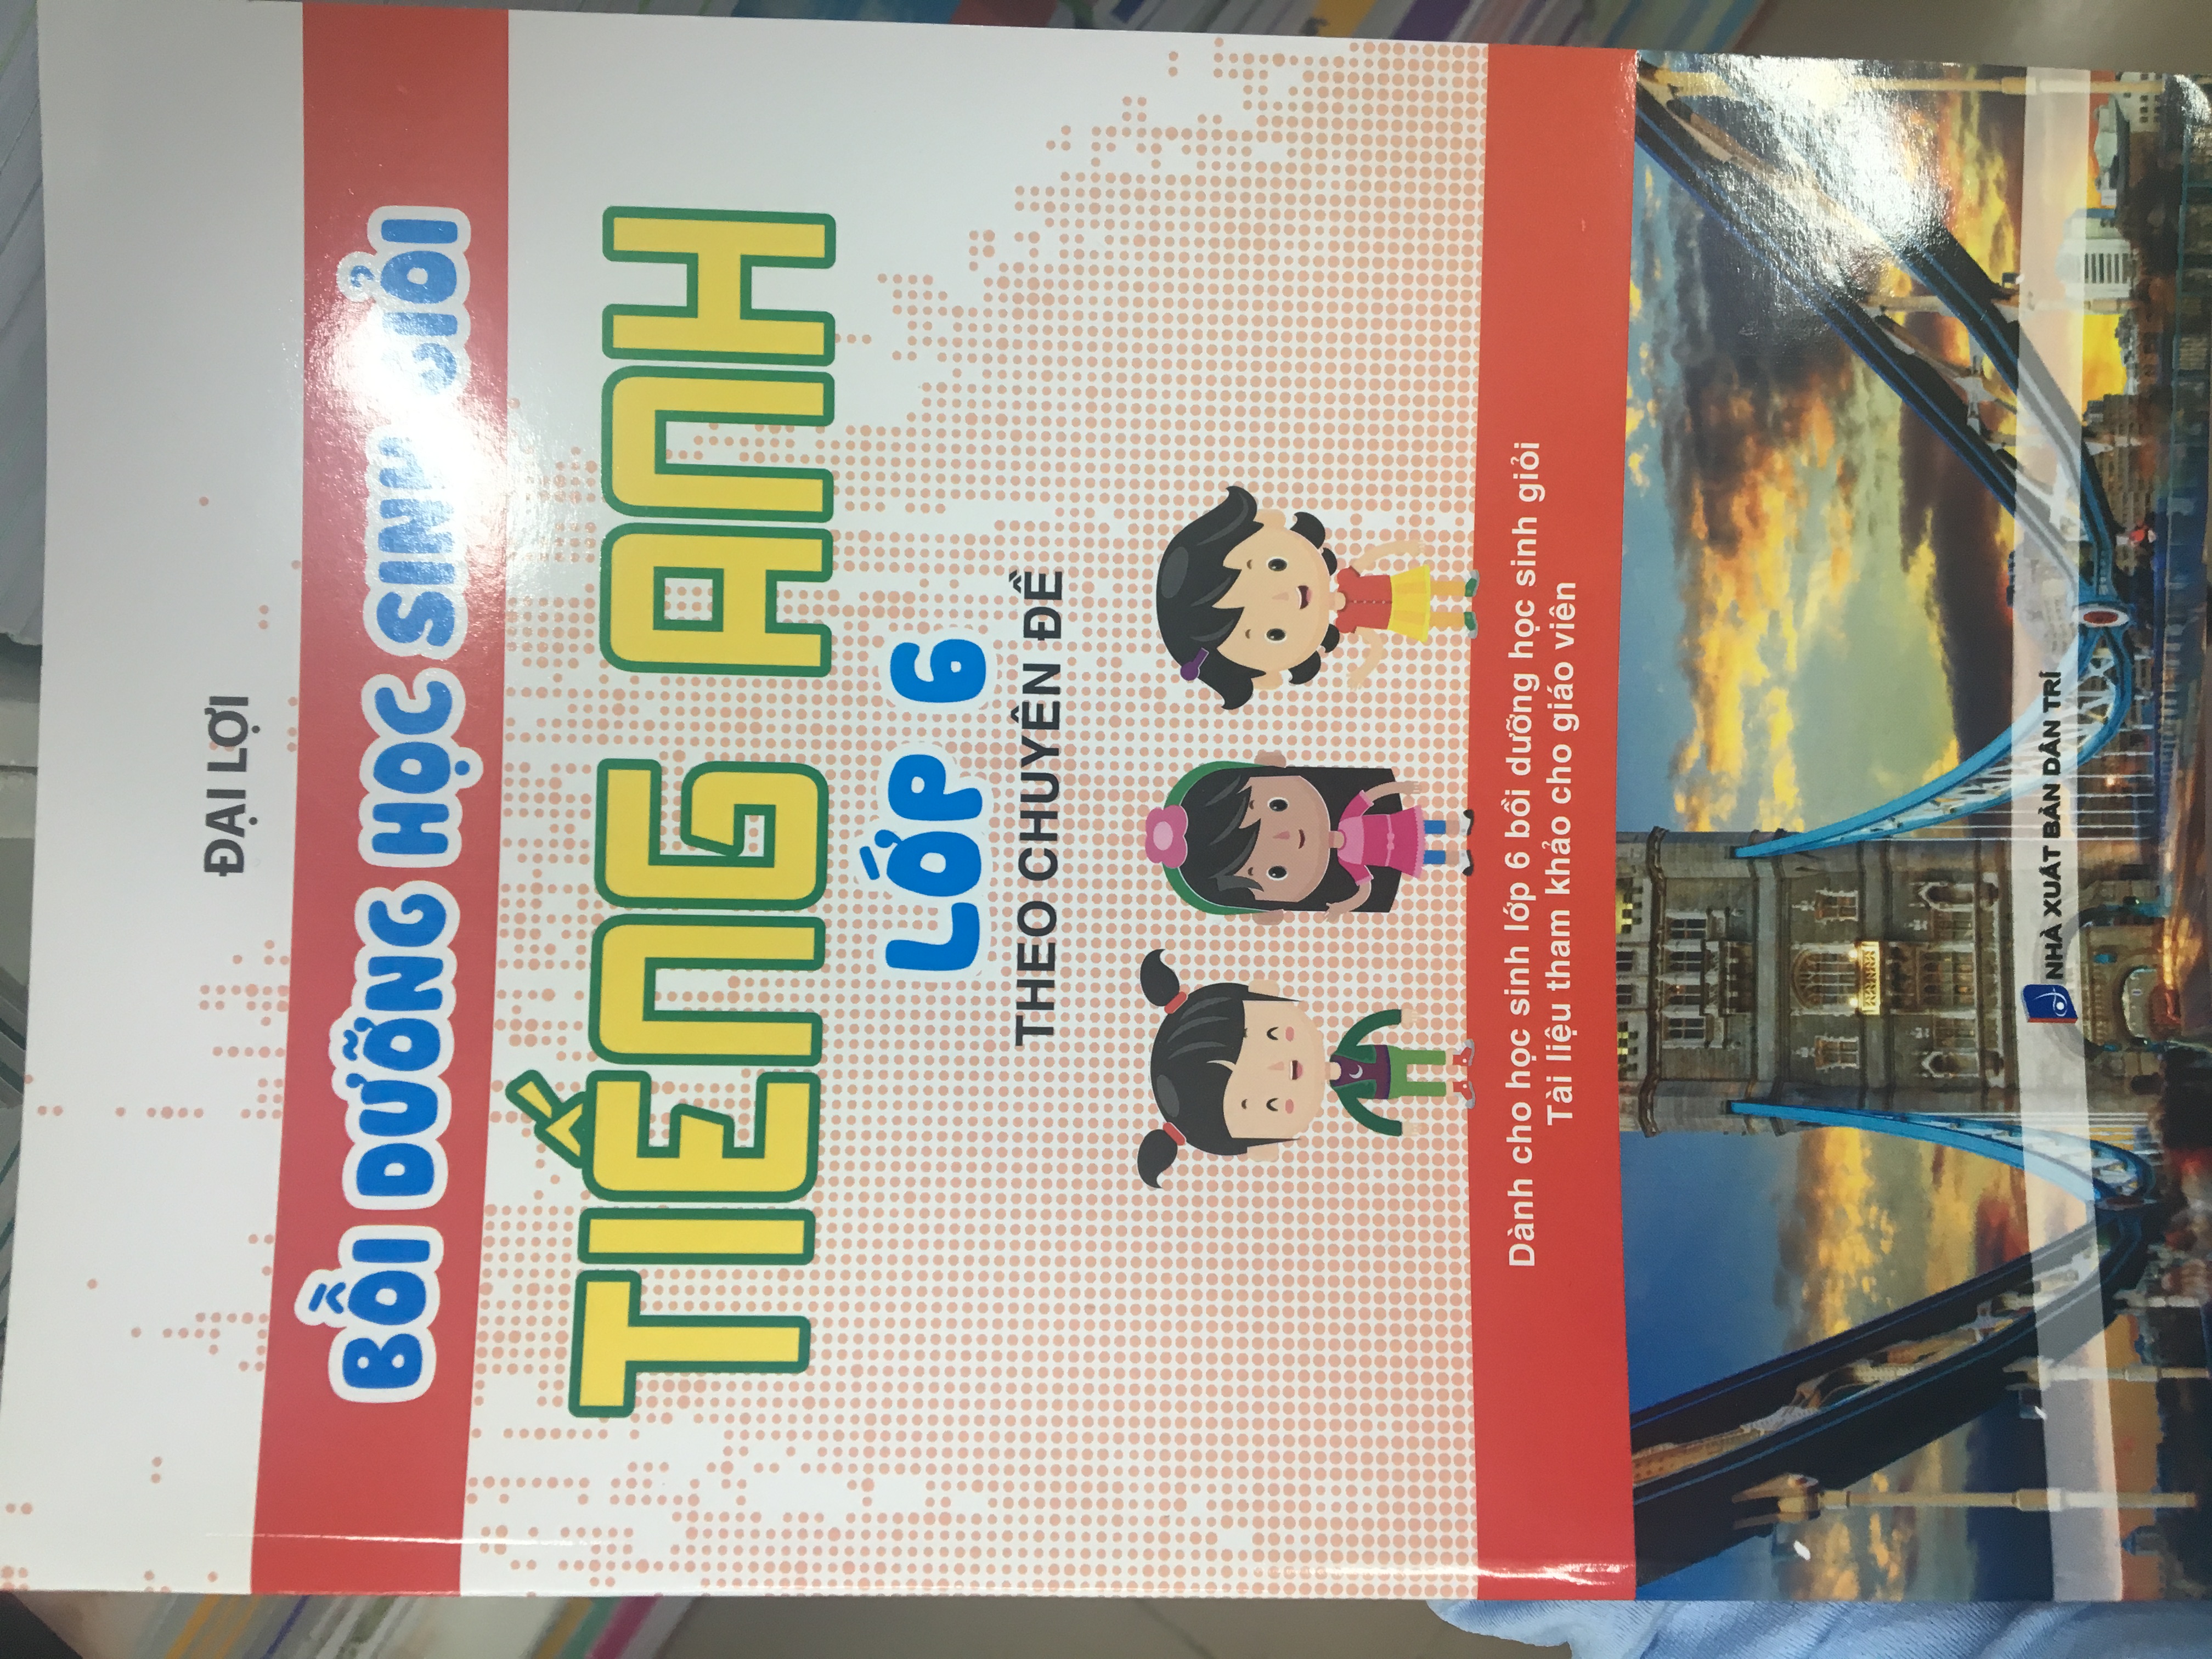 ĐẠI LỢI
BỒI DƯỠNG HỌC SINH GIỎI
TIẾNG ANH
LỚP 6
THEO CHUYÊN ĐỀ
Dành cho học sinh lớp 6 bồi dưỡng học sinh giỏi
Tài liệu tham khảo cho giáo viên
NHÀ XUẤT BẢN DÂN TRÍ